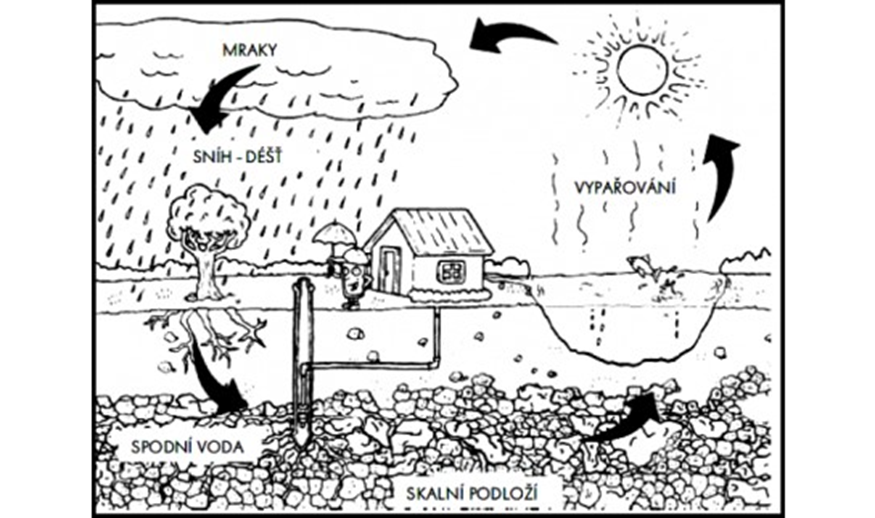 MRAKY
SNÍH - DÉŠŤ
VYPAŘOVÁNÍ
SPODNÍ VODA
SKALNÍ PODLOŽÍ